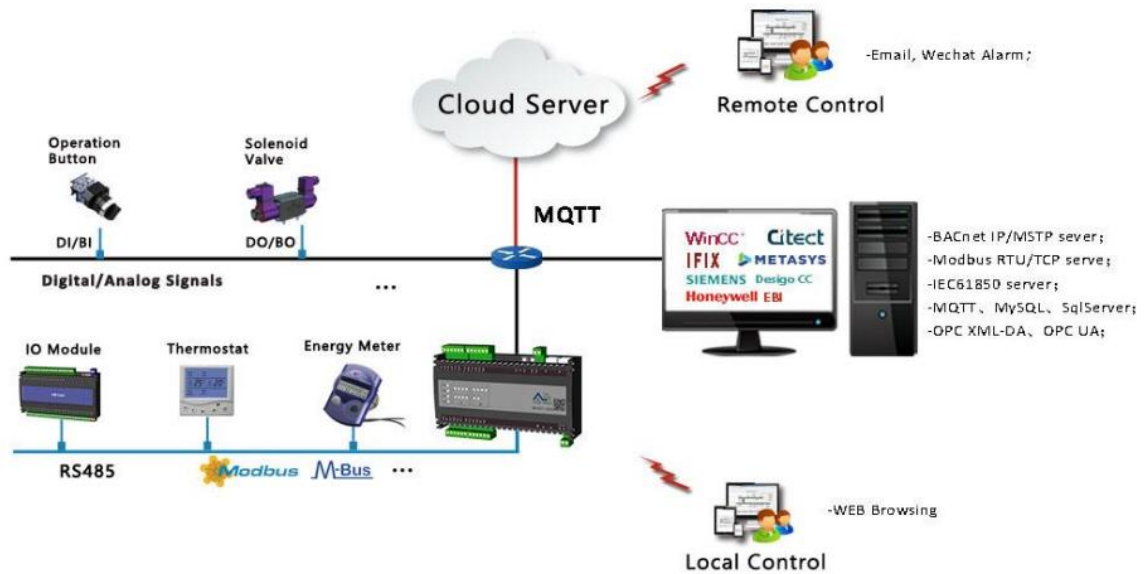 Cloud Server
-Email, Wechat Alarm；
Remote Control
Operation
Button
Solenoid
Valve
DI/BI
DO/BO
MQTT
Digital/Analog Signals
...
WinCC
Citect
IFIX
METASYS
SIEMENS Desigo CC
Honeywell EBI
-BACnet IP/MSTP sever；
-Modbus RTU/TCP serve；
-IEC61850 server；
-MQTT、MySQL、SqlServer；
-OPC XML-DA、OPC UA；
IO Module
Thermostat
Energy Meter
RS485
Modbus
M-Bus
...
-WEB Browsing
Local Control